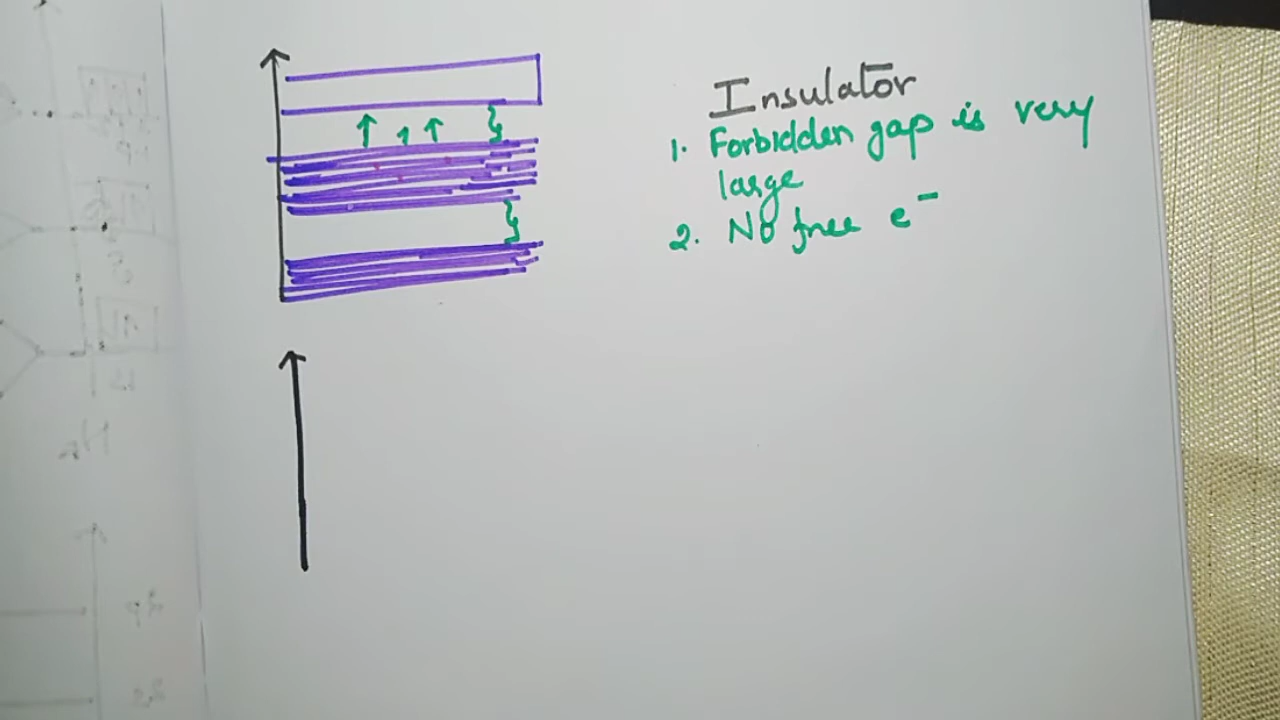 Insulator
1. Forbidden gap is very
large
2. No free e⁻